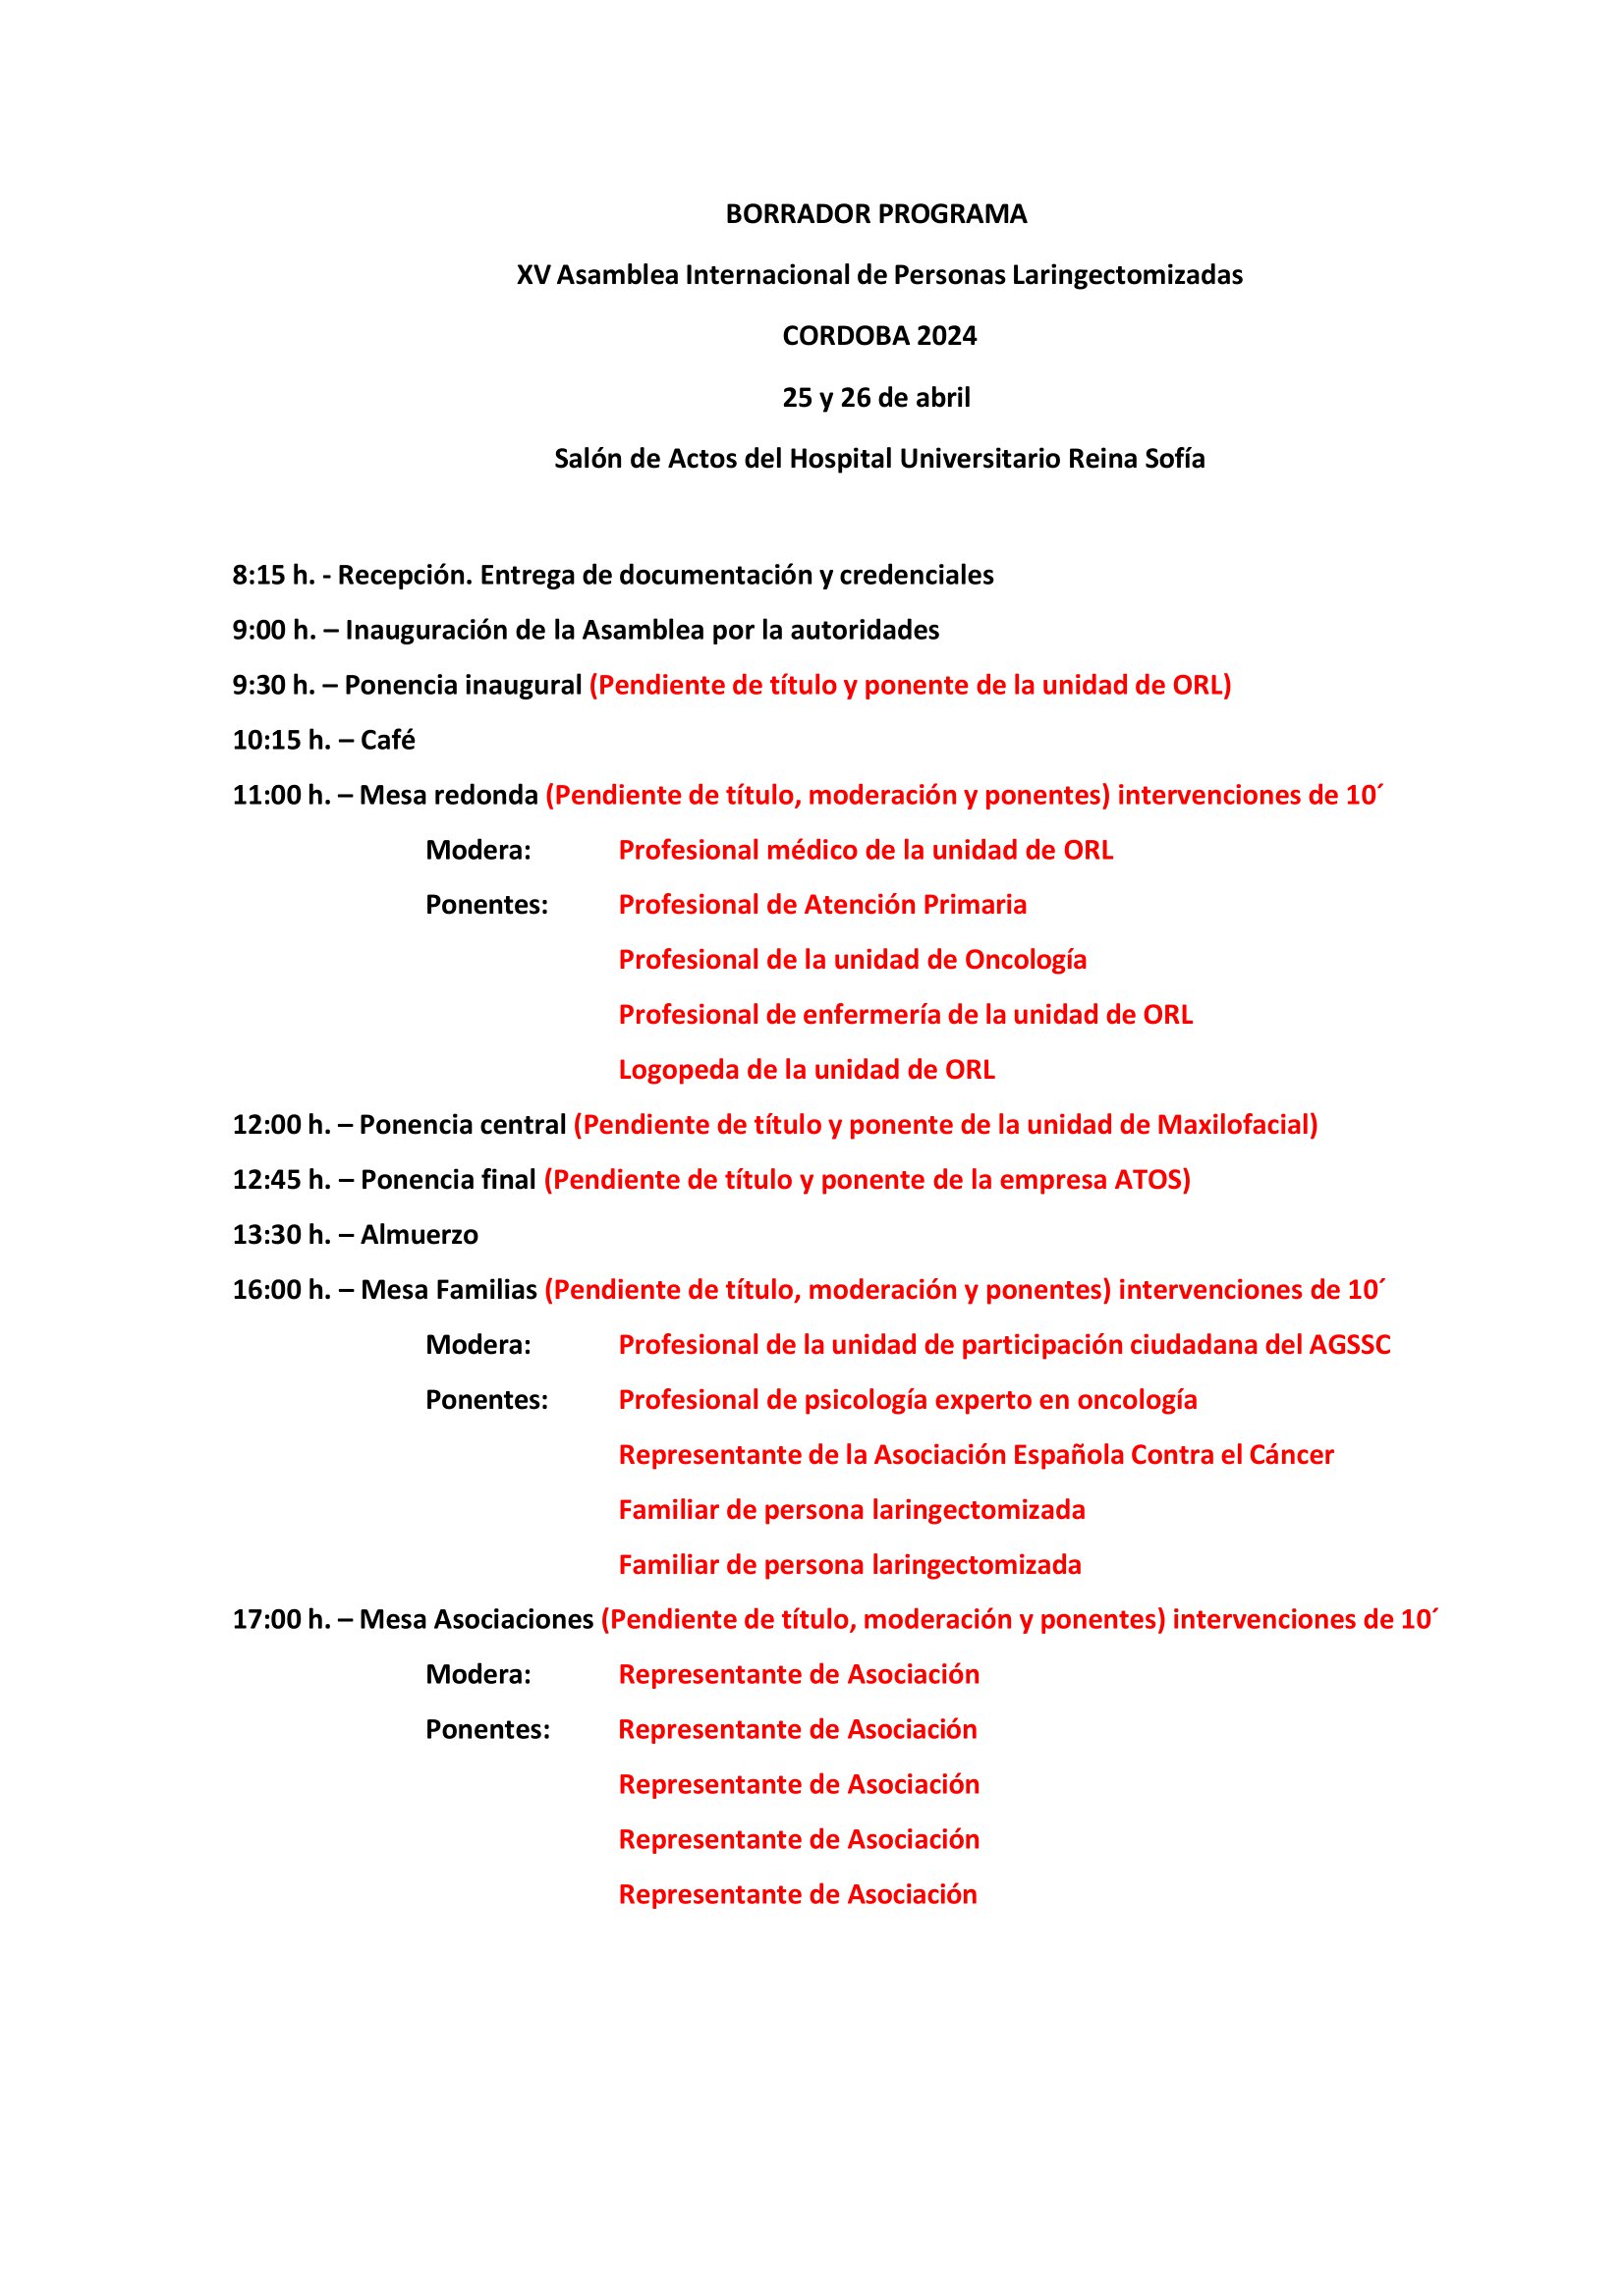 BORRADOR PROGRAMA
XV Asamblea Internacional de Personas Laringectomizadas
CORDOBA 2024
25 y 26 de abril
Salón de Actos del Hospital Universitario Reina Sofía
8:15 h. - Recepción. Entrega de documentación y credenciales
9:00 h. – Inauguración de la Asamblea por la autoridades
9:30 h. – Ponencia inaugural (Pendiente de título y ponente de la unidad de ORL)
10:15 h. – Café
11:00 h. – Mesa redonda (Pendiente de título, moderación y ponentes) intervenciones de 10´
Modera: Profesional médico de la unidad de ORL
Ponentes: Profesional de Atención Primaria
Profesional de la unidad de Oncología
Profesional de enfermería de la unidad de ORL
Logopeda de la unidad de ORL
12:00 h. – Ponencia central (Pendiente de título y ponente de la unidad de Maxilofacial)
12:45 h. – Ponencia final (Pendiente de título y ponente de la empresa ATOS)
13:30 h. – Almuerzo
16:00 h. – Mesa Familias (Pendiente de título, moderación y ponentes) intervenciones de 10´
Modera: Profesional de la unidad de participación ciudadana del AGSSC
Ponentes: Profesional de psicología experto en oncología
Representante de la Asociación Española Contra el Cáncer
Familiar de persona laringectomizada
Familiar de persona laringectomizada
17:00 h. – Mesa Asociaciones (Pendiente de título, moderación y ponentes) intervenciones de 10´
Modera: Representante de Asociación
Ponentes: Representante de Asociación
Representante de Asociación
Representante de Asociación
Representante de Asociación